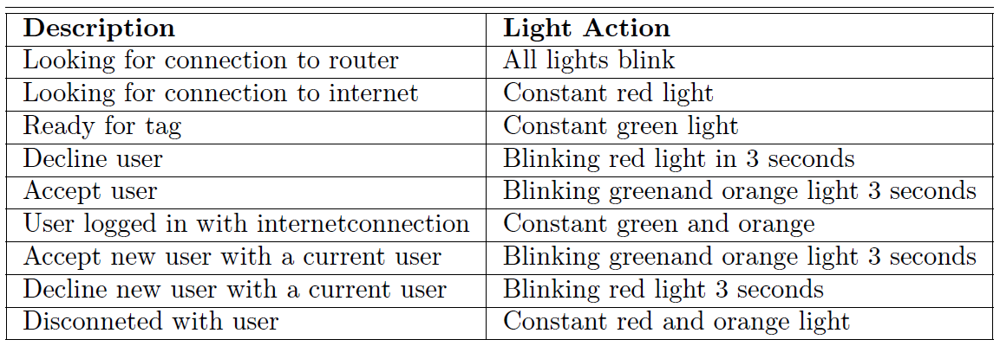 Description Light Action
Looking for connection to router All lights blink
Looking for connection to internet Constant red light
Ready for tag Constant green light
Decline user Blinking red light in 3 seconds
Accept user Blinking greenand orange light 3 seconds
User logged in with internetconnection Constant green and orange
Accept new user with a current user Blinking greenand orange light 3 seconds
Decline new user with a current user Blinking red light 3 seconds
Disconneted with user Constant red and orange light